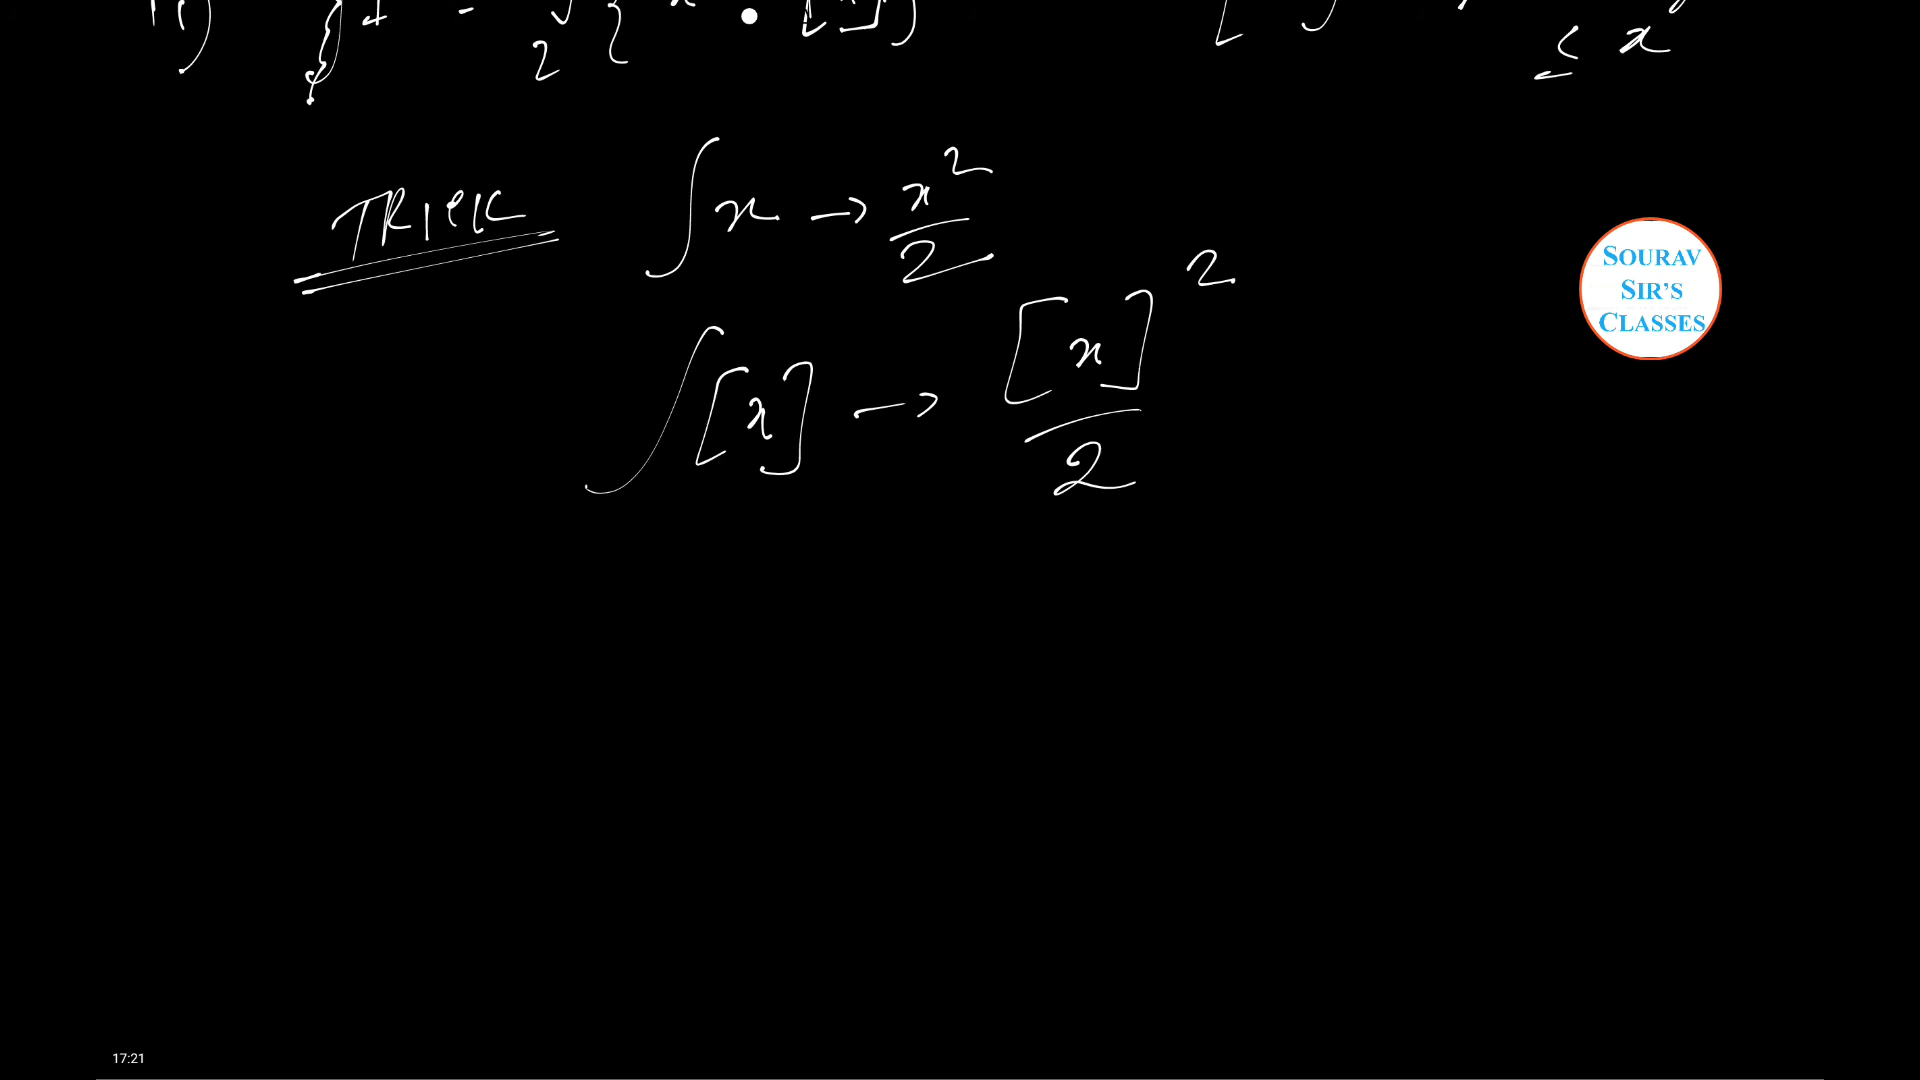 ≤ x
TRICK ∫x → x²/2
∫[x] → [x]²/2
SOURAV
SIR'S
CLASSES
17:21